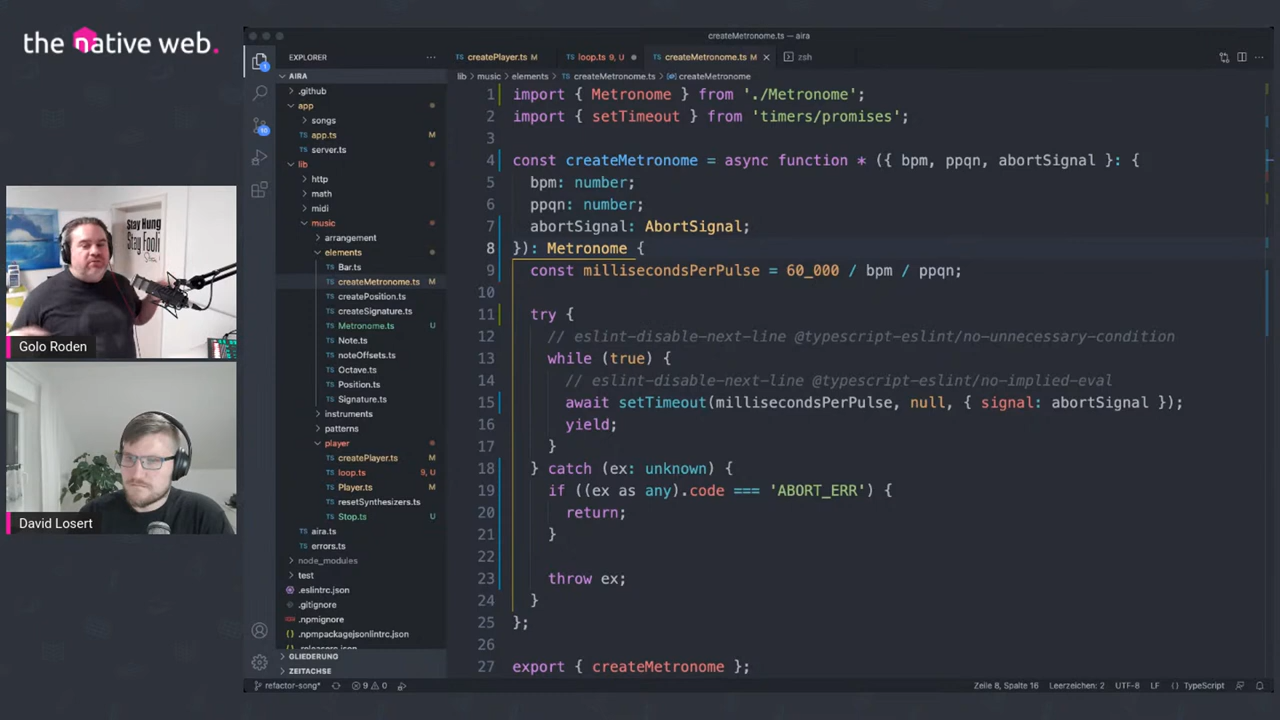 the native web.
createMetronome.ts — aira
EXPLORER
createPlayer.ts M
loop.ts 9, U
createMetronome.ts M
zsh
lib > music > elements > createMetronome.ts > createMetronome
AIRA
.github
app
songs
app.ts M
server.ts
lib
http
math
midi
music
arrangement
elements
Bar.ts
createMetronome.ts M
createPosition.ts
createSignature.ts
Metronome.ts U
Note.ts
noteOffsets.ts
Octave.ts
Position.ts
Signature.ts
instruments
patterns
player
createPlayer.ts M
loop.ts 9, U
Player.ts M
resetSynthesizers.ts
Stop.ts U
aira.ts
errors.ts
node_modules
test
.eslintrc.json
.gitignore
.npmignore
.npmpackagejsonlintrc.json
.releaserc.json
GLIEDERUNG
ZEITACHSE
1 import { Metronome } from './Metronome';
2 import { setTimeout } from 'timers/promises';
3
4 const createMetronome = async function * ({ bpm, ppqn, abortSignal }: {
5 bpm: number;
6 ppqn: number;
7 abortSignal: AbortSignal;
8 }): Metronome {
9 const millisecondsPerPulse = 60_000 / bpm / ppqn;
10
11 try {
12 // eslint-disable-next-line @typescript-eslint/no-unnecessary-condition
13 while (true) {
14 // eslint-disable-next-line @typescript-eslint/no-implied-eval
15 await setTimeout(millisecondsPerPulse, null, { signal: abortSignal });
16 yield;
17 }
18 } catch (ex: unknown) {
19 if ((ex as any).code === 'ABORT_ERR') {
20 return;
21 }
22
23 throw ex;
24 }
25 };
26
27 export { createMetronome };
Stay Hung
Stay Fooli
Golo Roden
David Losert
1
10
refactor-song* 9 0
Zeile 8, Spalte 16 Leerzeichen: 2 UTF-8 LF { } TypeScript